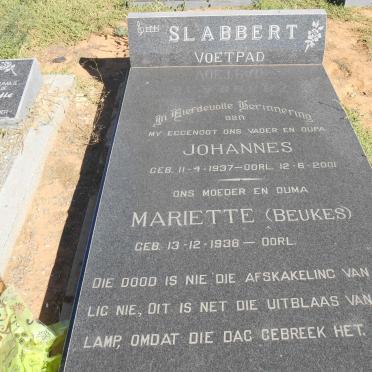 SLABBERT
VOETPAD
In Liefdevolle Herinnering
aan
MY EGGENOOT ONS VADER EN OUPA
JOHANNES
GEB. 11-4-1937-OORL. 12-6-2001
ONS MOEDER EN OUMA
MARIETTE (BEUKES)
GEB. 13-12-1936 - OORL.
DIE DOOD IS NIE DIE AFSKAKELING VAN
LIG NIE, DIT IS NET DIE UITBLAAS VAN
LAMP, OMDAT DIE DAG GEBREEK HET.